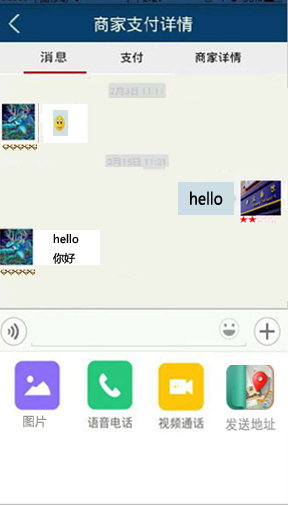 商家支付详情
消息 支付 商家详情
2月3日 11:11
2月15日 11:21
hello
hello
你好
图片 语音电话 视频通话 发送地址